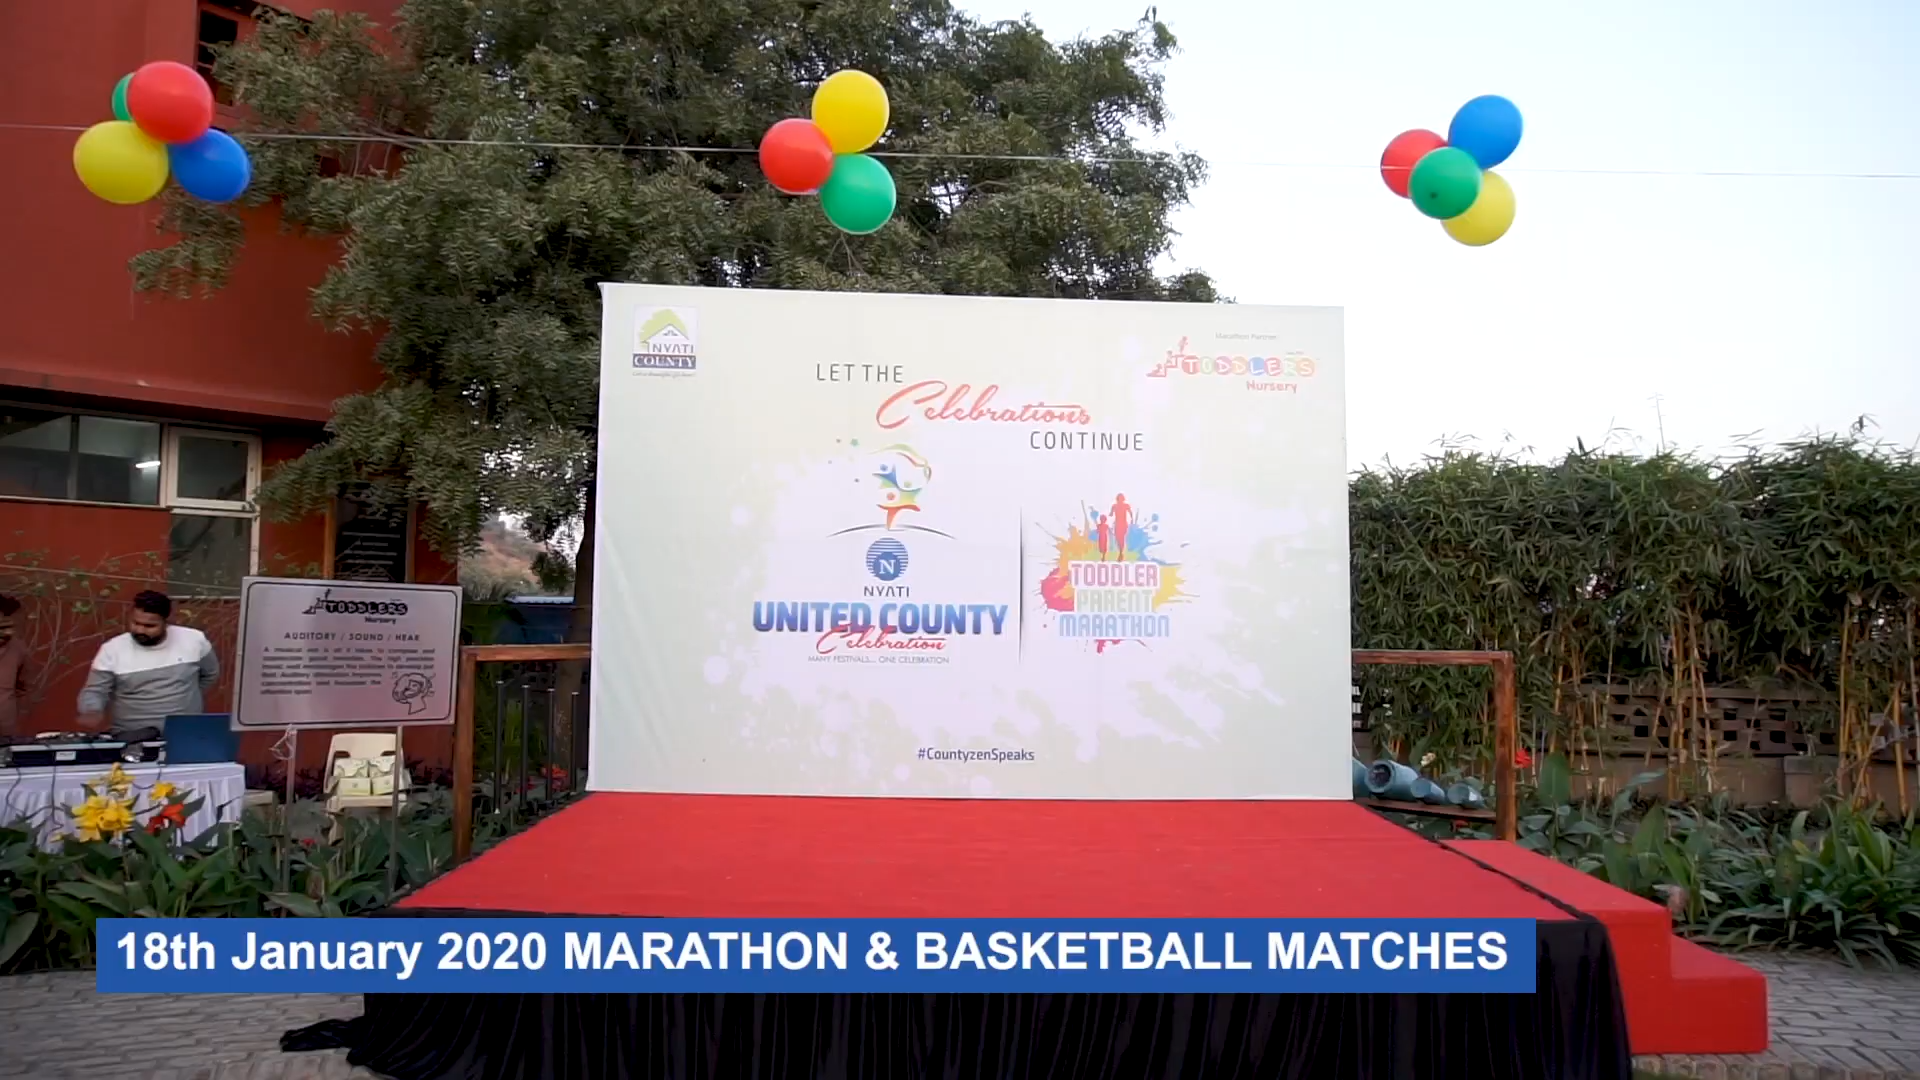 NYATI
COUNTY
Marathon Partner
TODDLERS
Nursery
LET THE
Celebrations
CONTINUE
N
NYATI
UNITED COUNTY
Celebration
MANY FESTIVALS... ONE CELEBRATION
TODDLER
PARENT
MARATHON
#CountyzenSpeaks
TODDLERS
Nursery
AUDITORY / SOUND / HEAR
18th January 2020 MARATHON & BASKETBALL MATCHES